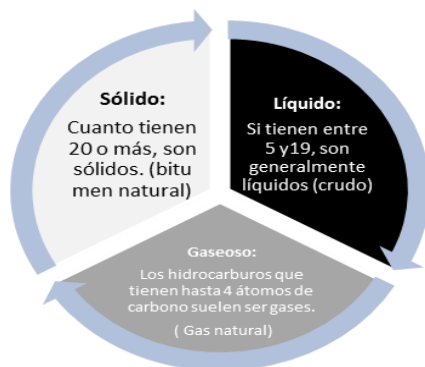 Sólido:
Cuanto tienen
20 o más, son
sólidos. (bitu
men natural)
Líquido:
Si tienen entre
5 y19, son
generalmente
líquidos (crudo)
Gaseoso:
Los hidrocarburos que
tienen hasta 4 átomos de
carbono suelen ser gases.
( Gas natural)